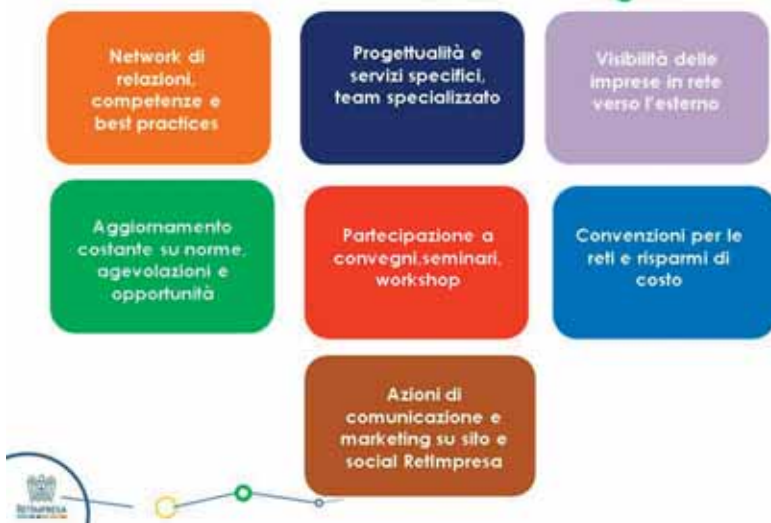 Network di
relazioni,
competenze e
best practices
Progettualità e
servizi specifici,
team specializzato
Visibilità delle
imprese in rete
verso l'esterno
Aggiornamento
costante su norme,
agevolazioni e
opportunità
Partecipazione a
convegni,seminari,
workshop
Convenzioni per le
reti e risparmi di
costo
Azioni di
comunicazione e
marketing su sito e
social RetImpresa
RETIMPRESA